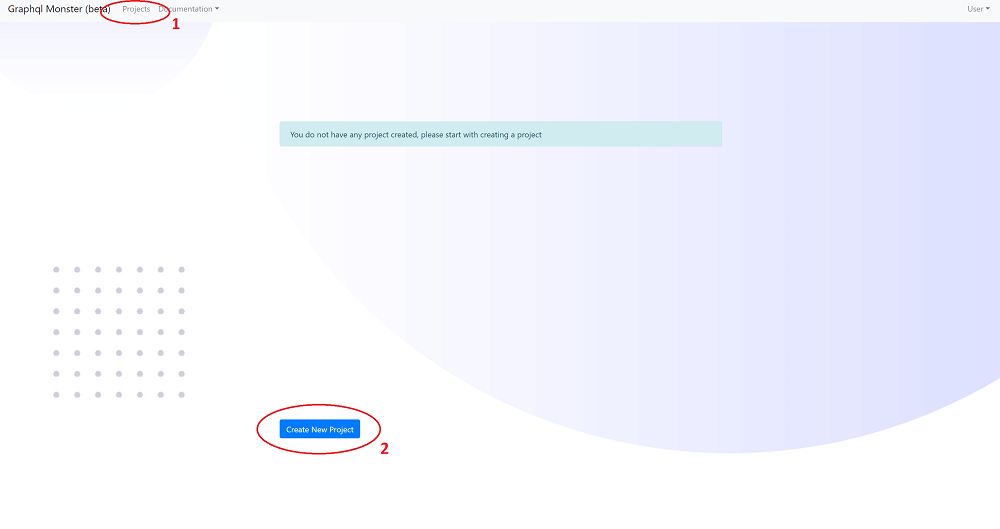 Graphql Monster (beta) Projects Documentation User
1
You do not have any project created, please start with creating a project
Create New Project
2